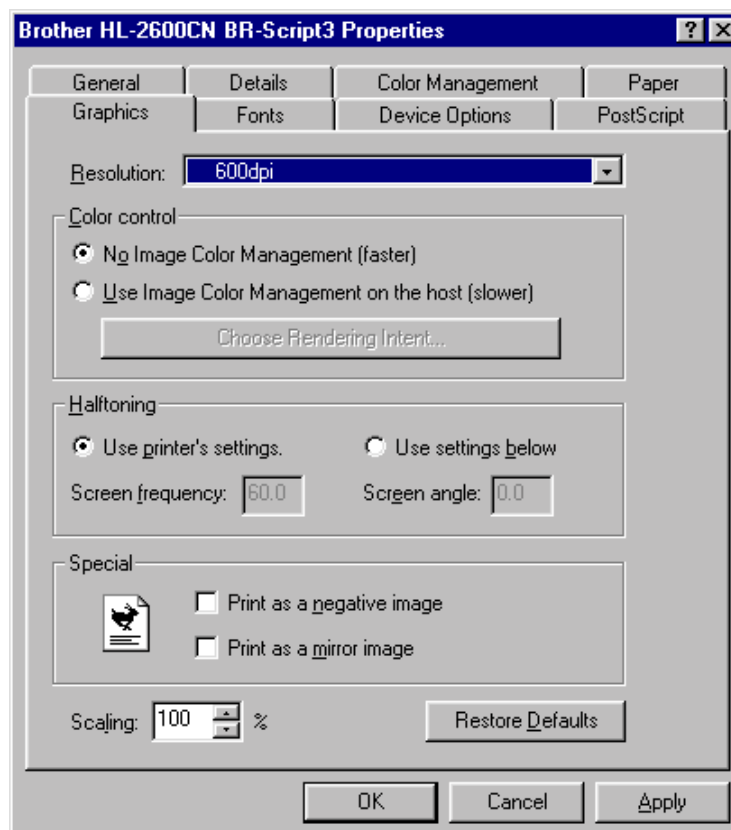 Brother HL-2600CN BR-Script3 Properties
General Details Color Management Paper
Graphics Fonts Device Options PostScript
Resolution: 600dpi
Color control
No Image Color Management (faster)
Use Image Color Management on the host (slower)
Choose Rendering Intent...
Halftoning
Use printer's settings. Use settings below
Screen frequency: 60.0 Screen angle: 0.0
Special
Print as a negative image
Print as a mirror image
Scaling: 100 % Restore Defaults
OK Cancel Apply